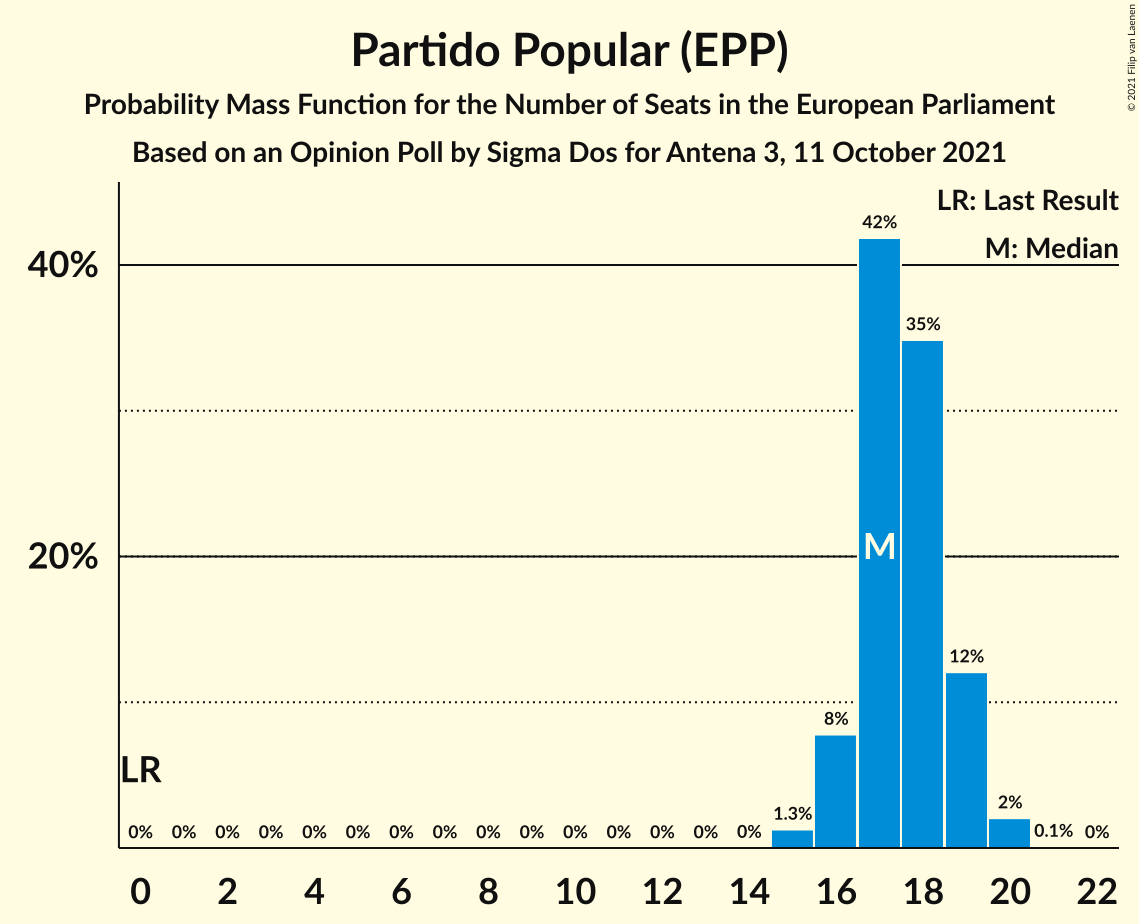 Partido Popular (EPP)
Probability Mass Function for the Number of Seats in the European Parliament
Based on an Opinion Poll by Sigma Dos for Antena 3, 11 October 2021
© 2021 Filip van Laenen
LR: Last Result
M: Median
40%
20%
42%
35%
M
12%
8%
LR
0% 0% 0% 0% 0% 0% 0% 0% 0% 0% 0% 0% 0% 0% 0% 1.3% 2% 0.1% 0%
0 2 4 6 8 10 12 14 16 18 20 22